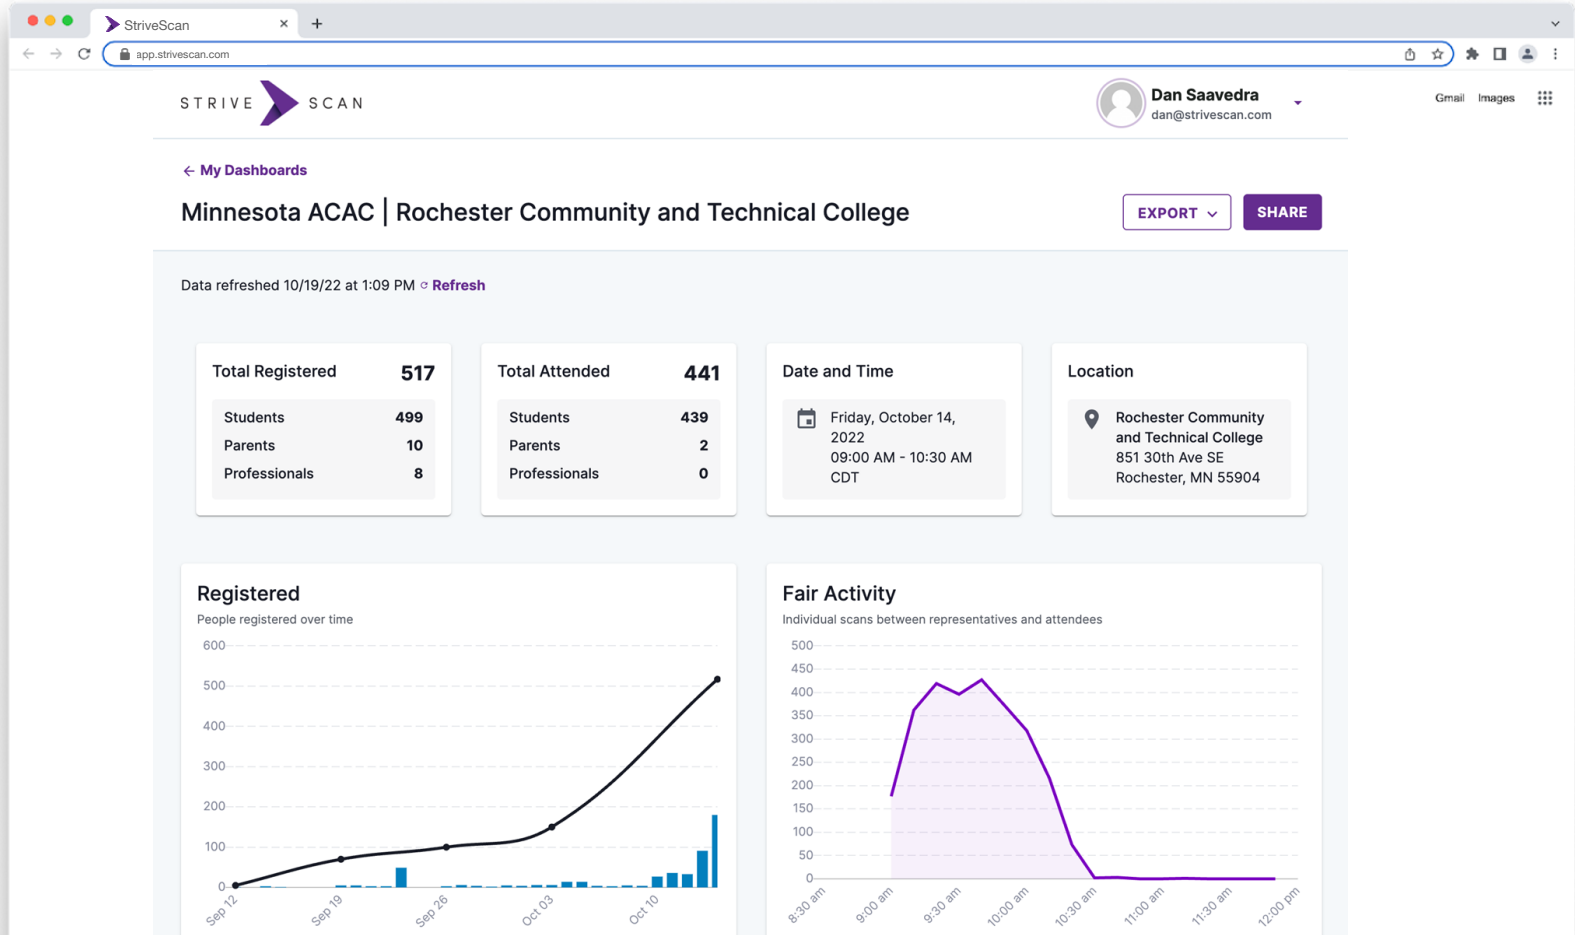 StriveScan
app.strivescan.com
STRIVE SCAN
Dan Saavedra
dan@strivescan.com
Gmail Images
My Dashboards
Minnesota ACAC | Rochester Community and Technical College
EXPORT
SHARE
Data refreshed 10/19/22 at 1:09 PM Refresh
Total Registered 517
Students 499
Parents 10
Professionals 8
Total Attended 441
Students 439
Parents 2
Professionals 0
Date and Time
Friday, October 14,
2022
09:00 AM - 10:30 AM
CDT
Location
Rochester Community
and Technical College
851 30th Ave SE
Rochester, MN 55904
Registered
People registered over time
600
500
400
300
200
100
0
Sep 12
Sep 19
Sep 26
Oct 03
Oct 10
Fair Activity
Individual scans between representatives and attendees
500
450
400
350
300
250
200
150
100
50
0
8:30 am
9:00 am
9:30 am
10:00 am
10:30 am
11:00 am
11:30 am
12:00 pm